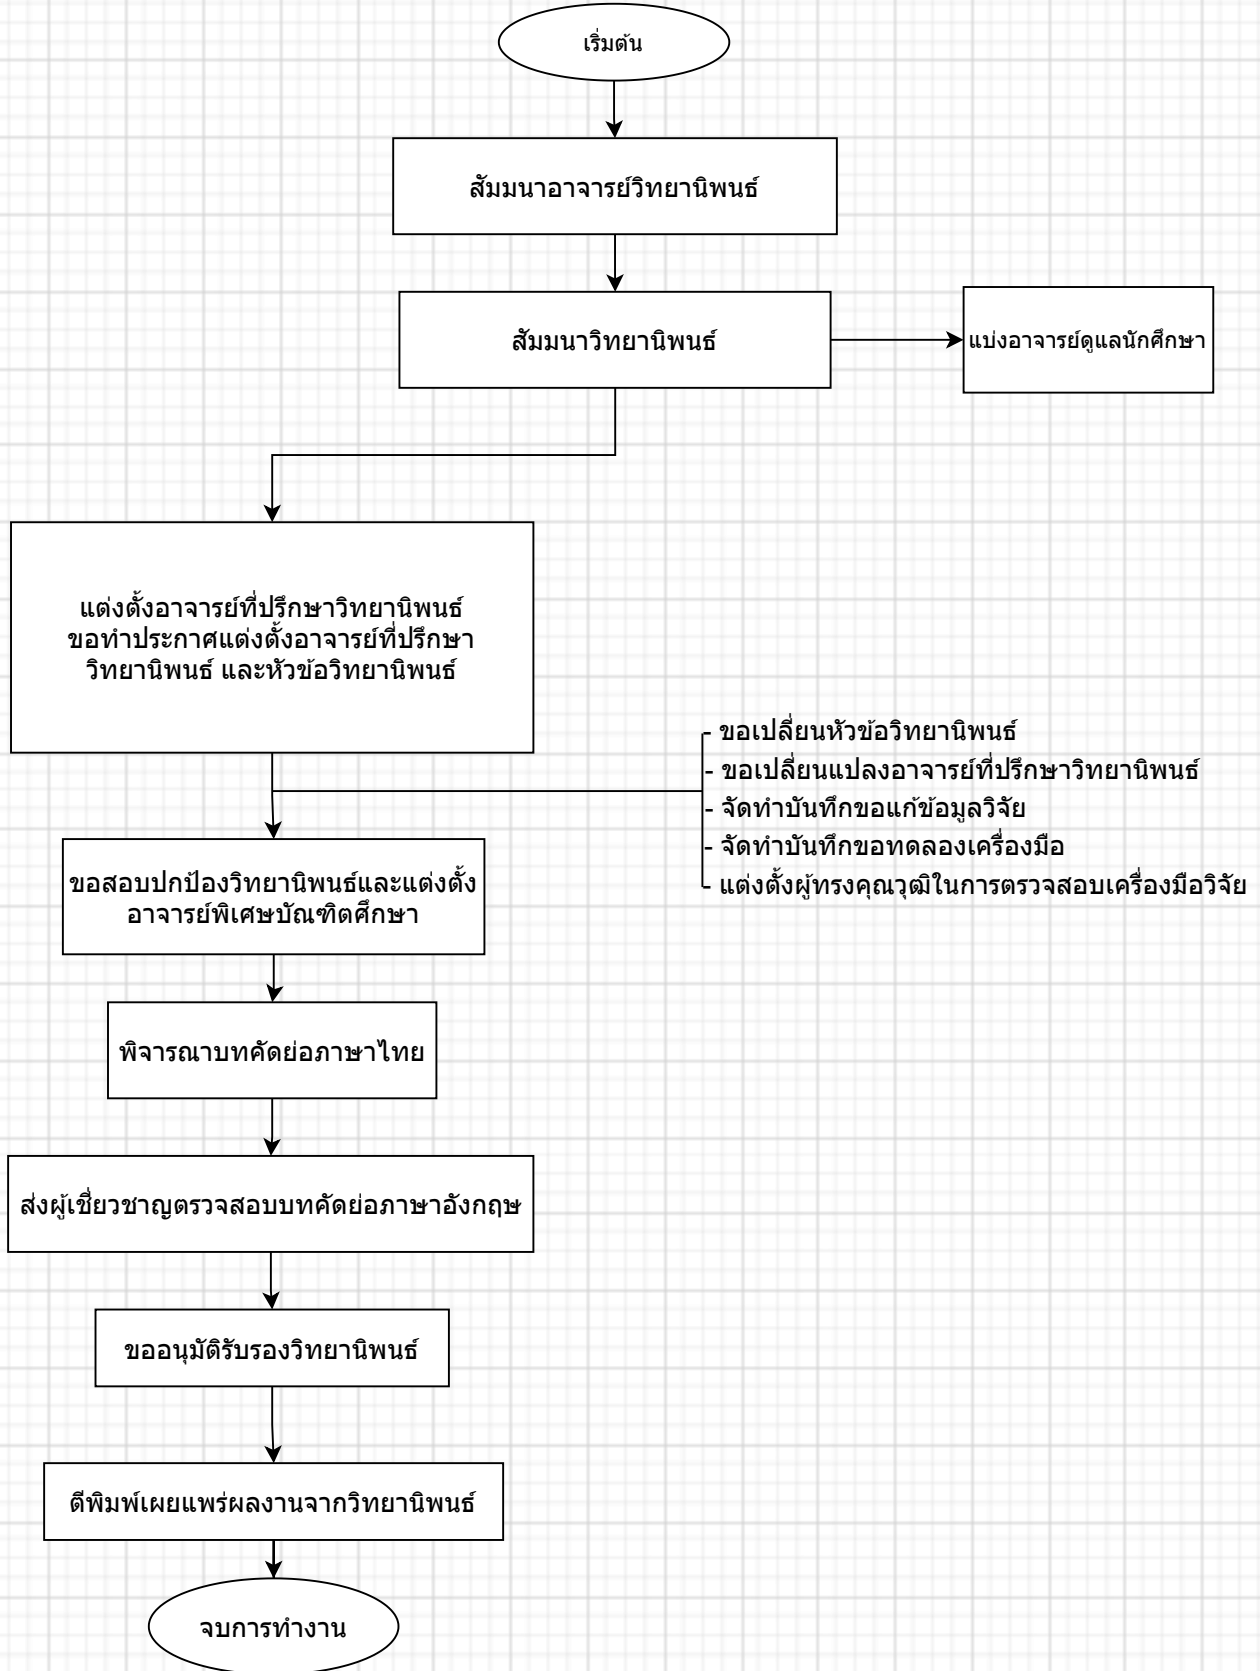 เริ่มต้น
สัมมนาอาจารย์วิทยานิพนธ์
สัมมนาวิทยานิพนธ์
แบ่งอาจารย์ดูแลนักศึกษา
แต่งตั้งอาจารย์ที่ปรึกษาวิทยานิพนธ์
ขอทำประกาศแต่งตั้งอาจารย์ที่ปรึกษา
วิทยานิพนธ์ และหัวข้อวิทยานิพนธ์
- ขอเปลี่ยนหัวข้อวิทยานิพนธ์
- ขอเปลี่ยนแปลงอาจารย์ที่ปรึกษาวิทยานิพนธ์
- จัดทำบันทึกขอแก้ข้อมูลวิจัย
- จัดทำบันทึกขอทดลองเครื่องมือ
- แต่งตั้งผู้ทรงคุณวุฒิในการตรวจสอบเครื่องมือวิจัย
ขอสอบปกป้องวิทยานิพนธ์และแต่งตั้ง
อาจารย์พิเศษบัณฑิตศึกษา
พิจารณาบทคัดย่อภาษาไทย
ส่งผู้เชี่ยวชาญตรวจสอบบทคัดย่อภาษาอังกฤษ
ขออนุมัติรับรองวิทยานิพนธ์
ตีพิมพ์เผยแพร่ผลงานจากวิทยานิพนธ์
จบการทำงาน